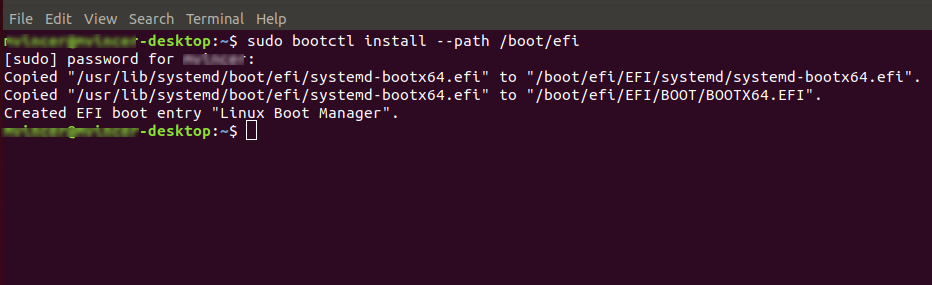 File Edit View Search Terminal Help
-desktop:~$ sudo bootctl install --path /boot/efi
[sudo] password for :
Copied "/usr/lib/systemd/boot/efi/systemd-bootx64.efi" to "/boot/efi/EFI/systemd/systemd-bootx64.efi".
Copied "/usr/lib/systemd/boot/efi/systemd-bootx64.efi" to "/boot/efi/EFI/BOOT/BOOTX64.EFI".
Created EFI boot entry "Linux Boot Manager".
-desktop:~$